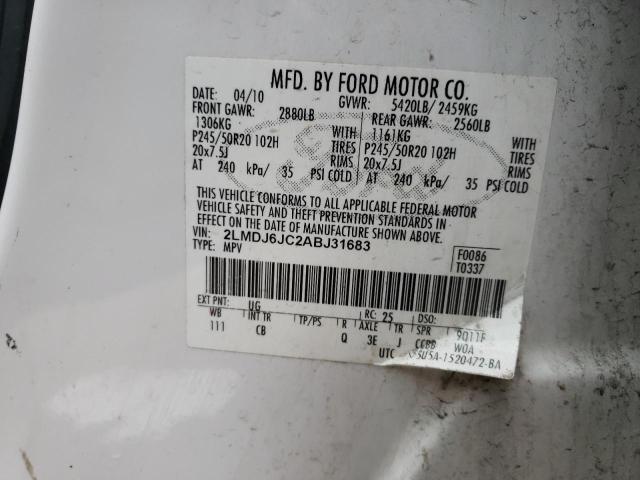 MFD. BY FORD MOTOR CO.
DATE: 04/10 GVWR: 5420LB/ 2459KG
FRONT GAWR: 2880LB REAR GAWR: 2560LB
1306KG WITH 1161KG WITH
P245/50R20 102H TIRES P245/50R20 102H TIRES
20x7.5J RIMS 20x7.5J RIMS
AT 240 kPa/ 35 PSI COLD AT 240 kPa/ 35 PSI COLD
THIS VEHICLE CONFORMS TO ALL APPLICABLE FEDERAL MOTOR
VEHICLE SAFETY AND THEFT PREVENTION STANDARDS IN
EFFECT ON THE DATE OF MANUFACTURE SHOWN ABOVE.
VIN: 2LMDJ6JC2ABJ31683 F0086
TYPE: MPV T0337
EXT PNT: UG RC: 25 DSO:
WB INT TR TP/PS R AXLE TR SPR 9011F
111 CB Q 3E J CCBB WOA
UTC 5U5A-1520472-BA